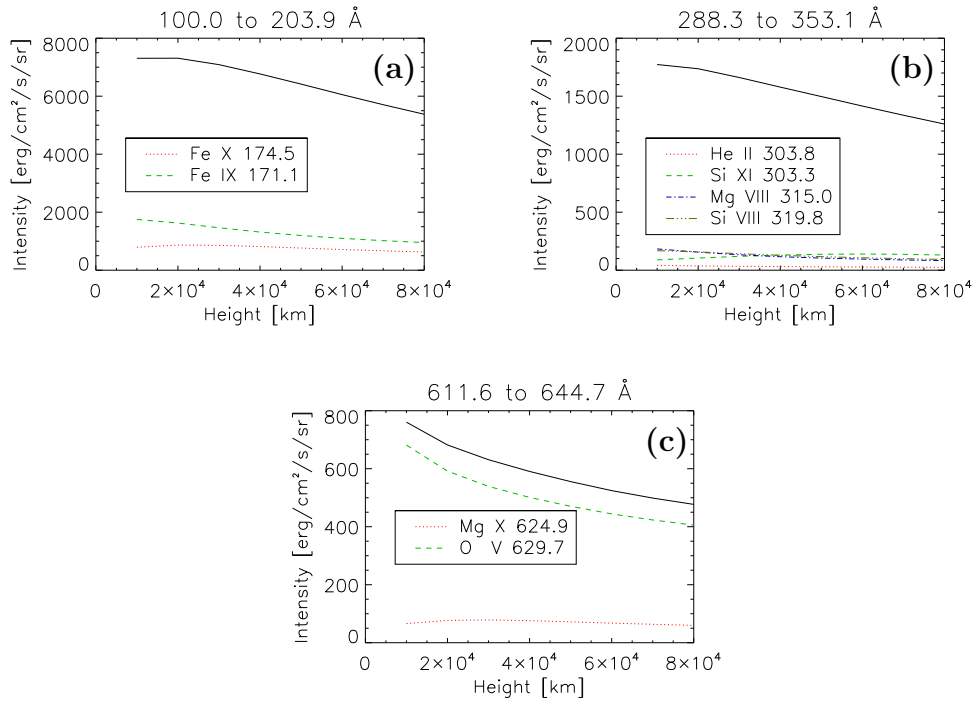 100.0 to 203.9 Å
(a)
Intensity [erg/cm²/s/sr]
8000
6000
4000
2000
0
Fe X 174.5
Fe IX 171.1
0 2×10⁴ 4×10⁴ 6×10⁴ 8×10⁴
Height [km]
288.3 to 353.1 Å
(b)
Intensity [erg/cm²/s/sr]
2000
1500
1000
500
0
He II 303.8
Si XI 303.3
Mg VIII 315.0
Si VIII 319.8
0 2×10⁴ 4×10⁴ 6×10⁴ 8×10⁴
Height [km]
611.6 to 644.7 Å
(c)
Intensity [erg/cm²/s/sr]
800
600
400
200
0
Mg X 624.9
O V 629.7
0 2×10⁴ 4×10⁴ 6×10⁴ 8×10⁴
Height [km]